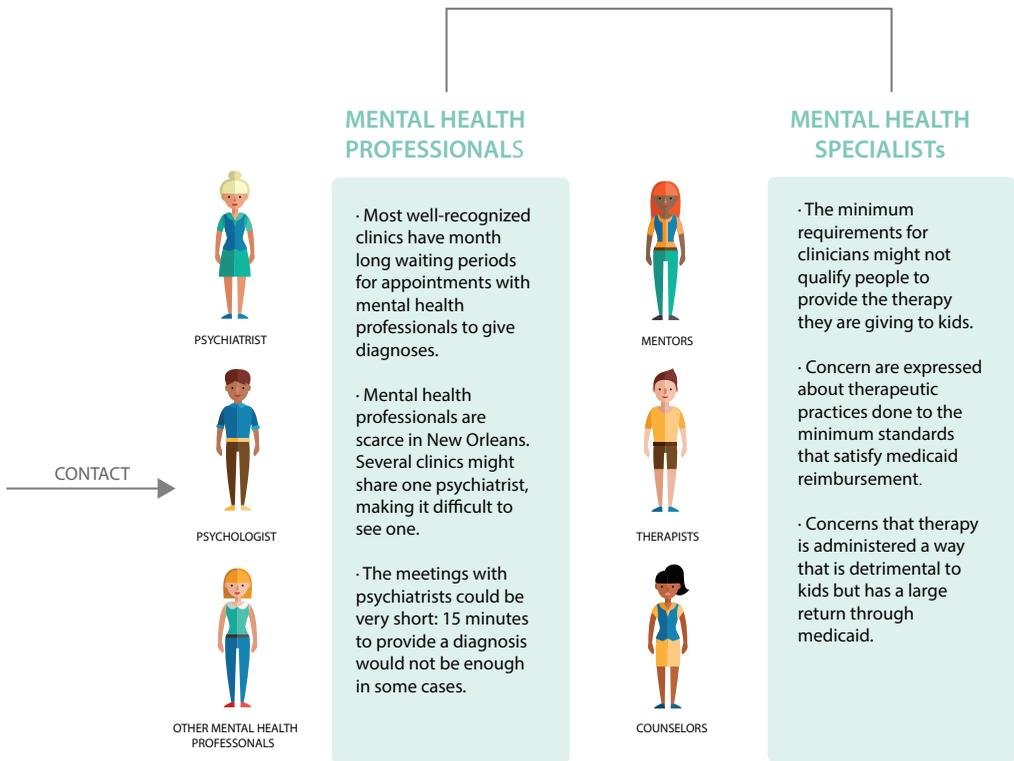 CONTACT
PSYCHIATRIST
PSYCHOLOGIST
OTHER MENTAL HEALTH
PROFESSONALS
MENTAL HEALTH
PROFESSIONALS
· Most well-recognized
clinics have month
long waiting periods
for appointments with
mental health
professionals to give
diagnoses.
· Mental health
professionals are
scarce in New Orleans.
Several clinics might
share one psychiatrist,
making it difficult to
see one.
· The meetings with
psychiatrists could be
very short: 15 minutes
to provide a diagnosis
would not be enough
in some cases.
MENTORS
THERAPISTS
COUNSELORS
MENTAL HEALTH
SPECIALISTs
· The minimum
requirements for
clinicians might not
qualify people to
provide the therapy
they are giving to kids.
· Concern are expressed
about therapeutic
practices done to the
minimum standards
that satisfy medicaid
reimbursement.
· Concerns that therapy
is administered a way
that is detrimental to
kids but has a large
return through
medicaid.